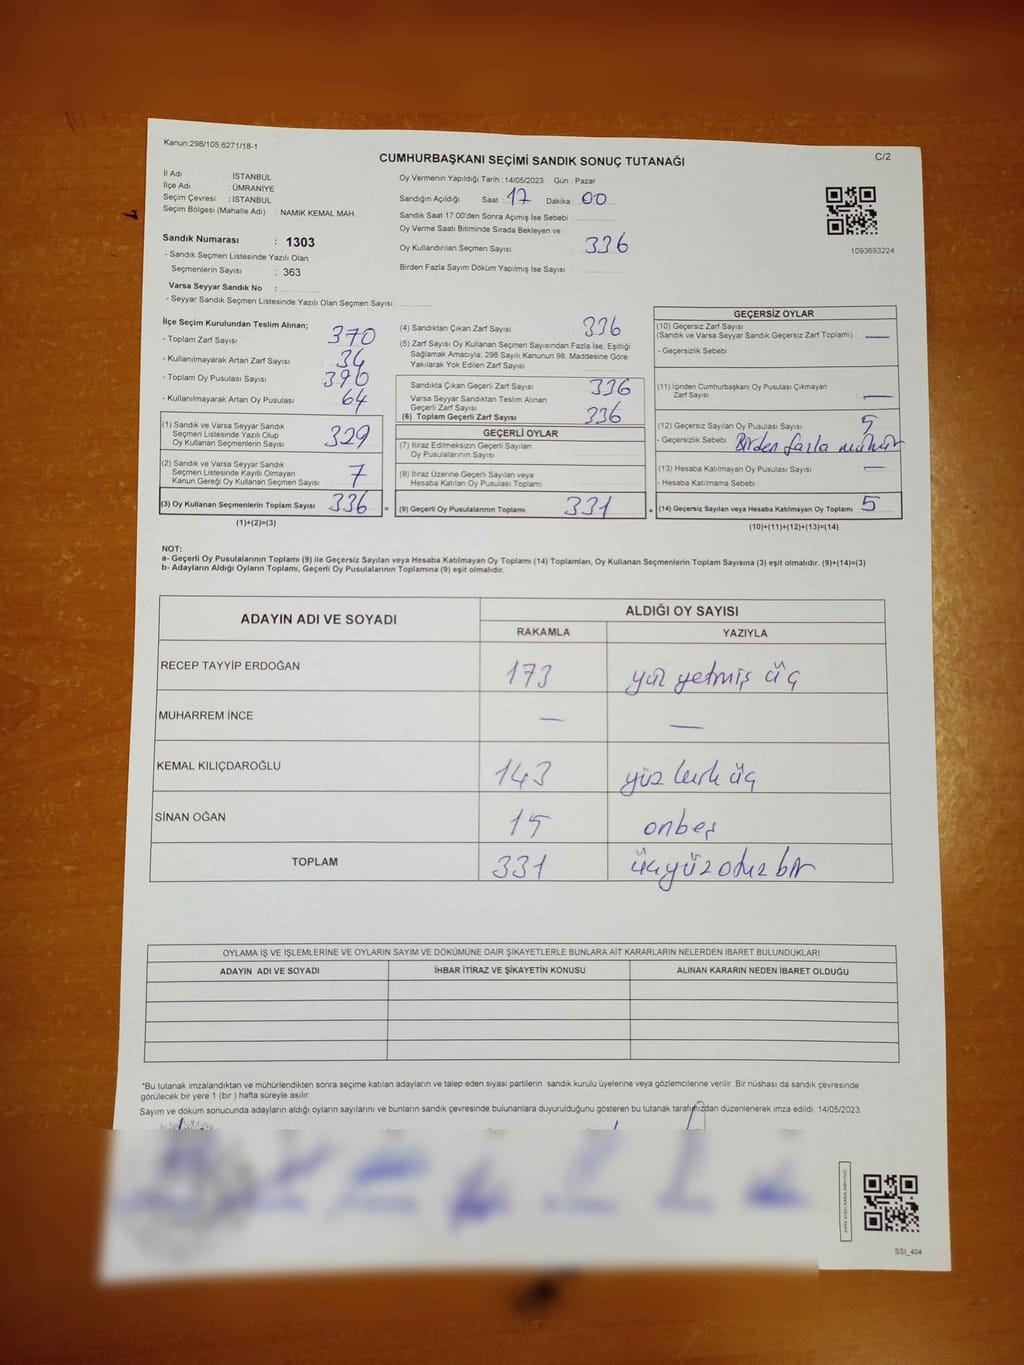 Kanun:298/105,6271/18-1
C/2
CUMHURBAŞKANI SEÇİMİ SANDIK SONUÇ TUTANAĞI
İl Adı : İSTANBUL
İlçe Adı : ÜMRANİYE
Seçim Çevresi : İSTANBUL
Seçim Bölgesi (Mahalle Adı) : NAMIK KEMAL MAH.
Sandık Numarası : 1303
- Sandık Seçmen Listesinde Yazılı Olan
Seçmenlerin Sayısı : 363
Varsa Seyyar Sandık No :
- Seyyar Sandık Seçmen Listesinde Yazılı Olan Seçmen Sayısı:
Oy Vermenin Yapıldığı Tarih :14/05/2023 Gün : Pazar
Sandığın Açıldığı Saat : 17 Dakika : 00
Sandık Saat 17:00'den Sonra Açımış İse Sebebi :
Oy Verme Saati Bitiminde Sırada Bekleyen ve
Oy Kullandırılan Seçmen Sayısı : 336
Birden Fazla Sayım Döküm Yapılmış İse Sayısı :
1093693224
İlçe Seçim Kurulundan Teslim Alınan;
- Toplam Zarf Sayısı : 370
- Kullanılmayarak Artan Zarf Sayısı : 34
- Toplam Oy Pusulası Sayısı : 390
- Kullanılmayarak Artan Oy Pusulası : 64
(1) Sandık ve Varsa Seyyar Sandık
Seçmen Listesinde Yazılı Olup
Oy Kullanan Seçmenlerin Sayısı 329
(2) Sandık ve Varsa Seyyar Sandık
Seçmen Listesinde Kayıtlı Olmayan
Kanun Gereği Oy Kullanan Seçmen Sayısı 7
(3) Oy Kullanan Seçmenlerin Toplam Sayısı 336 =
(1)+(2)=(3)
(4) Sandıktan Çıkan Zarf Sayısı : 336
(5) Zarf Sayısı Oy Kullanan Seçmen Sayısından Fazla İse, Eşitliği
Sağlamak Amacıyla; 298 Sayılı Kanunun 98. Maddesine Göre
Yakılarak Yok Edilen Zarf Sayısı :
Sandıkta Çıkan Geçerli Zarf Sayısı : 336
Varsa Seyyar Sandıktan Teslim Alınan
Geçerli Zarf Sayısı :
(6) Toplam Geçerli Zarf Sayısı : 336
GEÇERLİ OYLAR
(7) İtiraz Edilmeksizin Geçerli Sayılan
Oy Pusulalarının Sayısı :
(8) İtiraz Üzerine Geçerli Sayılan veya
Hesaba Katılan Oy Pusulası Toplamı :
(9) Geçerli Oy Pusulalarının Toplamı 331 +
GEÇERSİZ OYLAR
(10) Geçersiz Zarf Sayısı
(Sandık ve Varsa Seyyar Sandık Geçersiz Zarf Toplamı) : —
- Geçersizlik Sebebi :
(11) İçinden Cumhurbaşkanı Oy Pusulası Çıkmayan
Zarf Sayısı : —
(12) Geçersiz Sayılan Oy Pusulası Sayısı : 5
- Geçersizlik Sebebi : Birden fazla mühür
(13) Hesaba Katılmayan Oy Pusulası Sayısı : —
- Hesaba Katılmama Sebebi :
(14) Geçersiz Sayılan veya Hesaba Katılmayan Oy Toplamı 5
(10)+(11)+(12)+(13)=(14)
NOT:
a- Geçerli Oy Pusulalarının Toplamı (9) ile Geçersiz Sayılan veya Hesaba Katılmayan Oy Toplamı (14) Toplamları, Oy Kullanan Seçmenlerin Toplam Sayısına (3) eşit olmalıdır. (9)+(14)=(3)
b- Adayların Aldığı Oyların Toplamı, Geçerli Oy Pusulalarının Toplamına (9) eşit olmalıdır.
ADAYIN ADI VE SOYADI ALDIĞI OY SAYISI
RAKAMLA YAZIYLA
RECEP TAYYİP ERDOĞAN 173 yüz yetmiş üç
MUHARREM İNCE — —
KEMAL KILIÇDAROĞLU 143 yüz kırk üç
SİNAN OĞAN 15 onbeş
TOPLAM 331 üçyüz otuz bir
OYLAMA İŞ VE İŞLEMLERİNE VE OYLARIN SAYIM VE DÖKÜMÜNE DAİR ŞİKAYETLERLE BUNLARA AİT KARARLARIN NELERDEN İBARET BULUNDUKLARI
ADAYIN ADI VE SOYADI İHBAR İTİRAZ VE ŞİKAYETİN KONUSU ALINAN KARARIN NEDEN İBARET OLDUĞU
*Bu tutanak imzalandıktan ve mühürlendikten sonra seçime katılan adayların ve talep eden siyasi partilerin sandık kurulu üyelerine veya gözlemcilerine verilir. Bir nüshası da sandık çevresinde
görülecek bir yere 1 (bir ) hafta süreyle asılır.
Sayım ve döküm sonucunda adayların aldığı oyların sayılarını ve bunların sandık çevresinde bulunanlara duyurulduğunu gösteren bu tutanak tarafımızdan düzenlenerek imza edildi. 14/05/2023
SSI_404